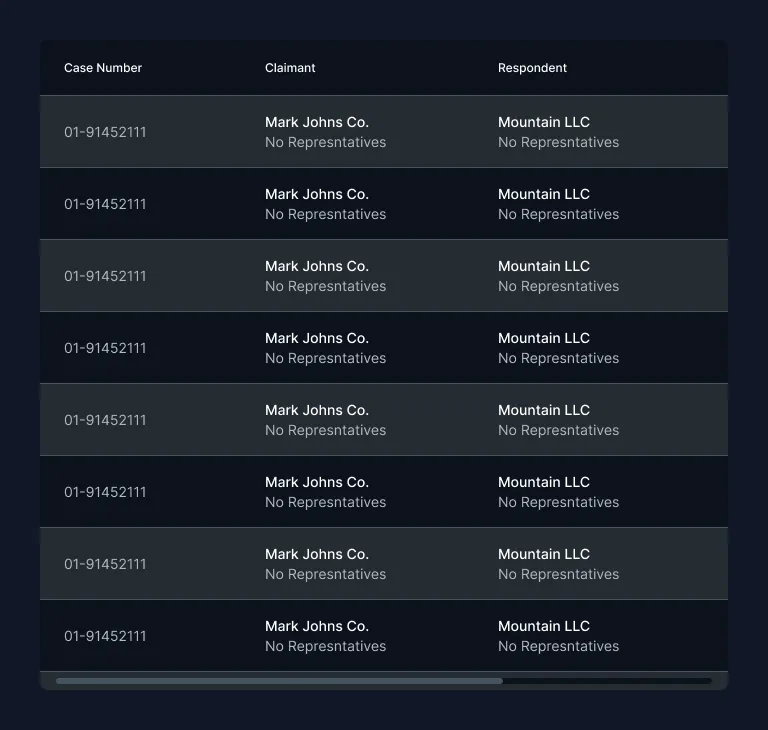 Case Number Claimant Respondent
Mark Johns Co. Mountain LLC
01-91452111
No Represntatives No Represntatives
Mark Johns Co. Mountain LLC
01-91452111
No Represntatives No Represntatives
Mark Johns Co. Mountain LLC
01-91452111
No Represntatives No Represntatives
Mark Johns Co. Mountain LLC
01-91452111
No Represntatives No Represntatives
Mark Johns Co. Mountain LLC
01-91452111
No Represntatives No Represntatives
Mark Johns Co. Mountain LLC
01-91452111
No Represntatives No Represntatives
Mark Johns Co. Mountain LLC
01-91452111
No Represntatives No Represntatives
Mark Johns Co. Mountain LLC
01-91452111
No Represntatives No Represntatives